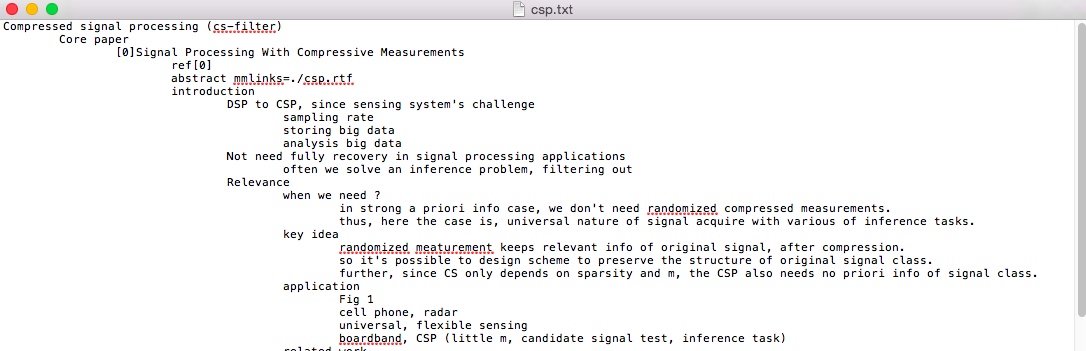 csp.txt
Compressed signal processing (cs-filter)
Core paper
[0]Signal Processing With Compressive Measurements
ref[0]
abstract mmlinks=./csp.rtf
introduction
DSP to CSP, since sensing system's challenge
sampling rate
storing big data
analysis big data
Not need fully recovery in signal processing applications
often we solve an inference problem, filtering out
Relevance
when we need ?
in strong a priori info case, we don't need randomized compressed measurements.
thus, here the case is, universal nature of signal acquire with various of inference tasks.
key idea
randomized meaturement keeps relevant info of original signal, after compression.
so it's possible to design scheme to preserve the structure of original signal class.
further, since CS only depends on sparsity and m, the CSP also needs no priori info of signal class.
application
Fig 1
cell phone, radar
universal, flexible sensing
boardband, CSP (little m, candidate signal test, inference task)
related work